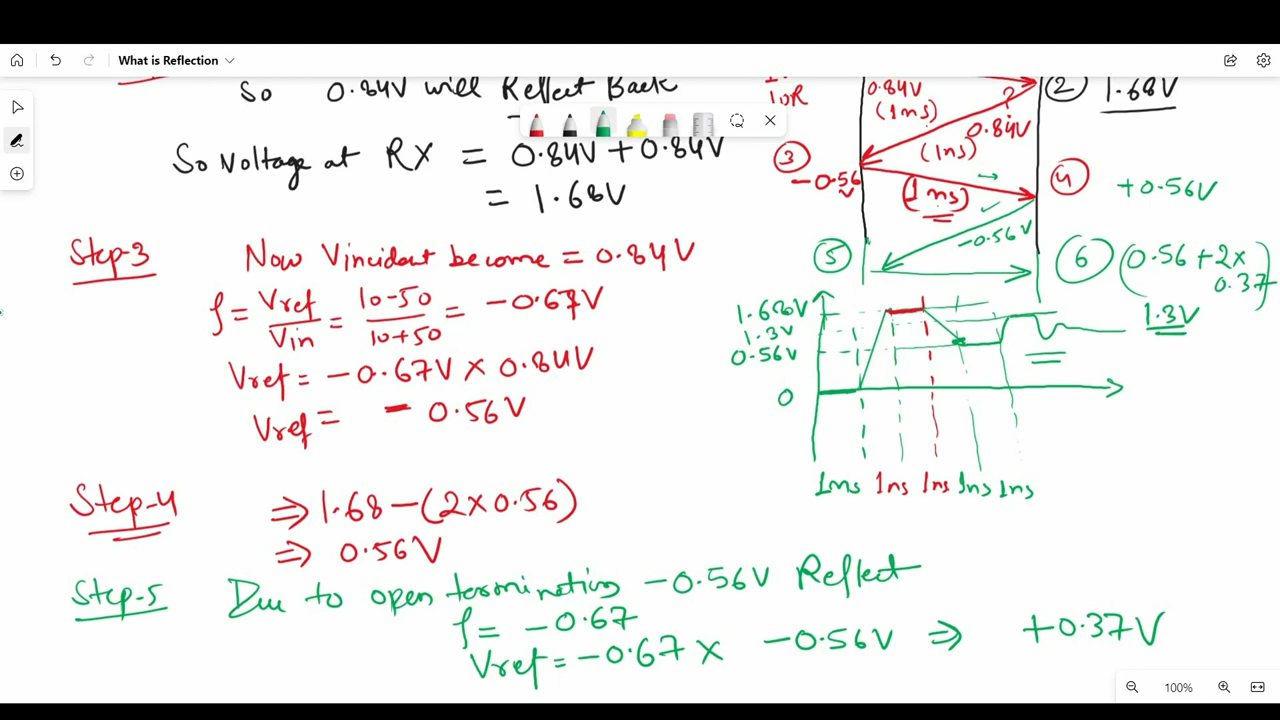 What is Reflection
So 0.84V will Reflect Back
So Voltage at RX = 0.84V + 0.84V
= 1.68V
Step-3 Now Vincident become = 0.84V
ρ = Vref/Vin = 10-50/10+50 = -0.67V
Vref = -0.67V × 0.84V
Vref = - 0.56V
Step-4 ⇒ 1.68 - (2×0.56)
⇒ 0.56V
Step-5 Due to open terminating -0.56V Reflect
ρ = -0.67
Vref = -0.67 × -0.56V ⇒ +0.37V
10R
0.84V
(1ns)
?
0.84V
(1ns)
2 1.68V
3
-0.56
V
(1ns)
4
+0.56V
-0.56V
5
6 (0.56 + 2×
0.37)
1.3V
1.68V
1.3V
0.56V
0
1ns 1ns 1ns 1ns 1ns
100%